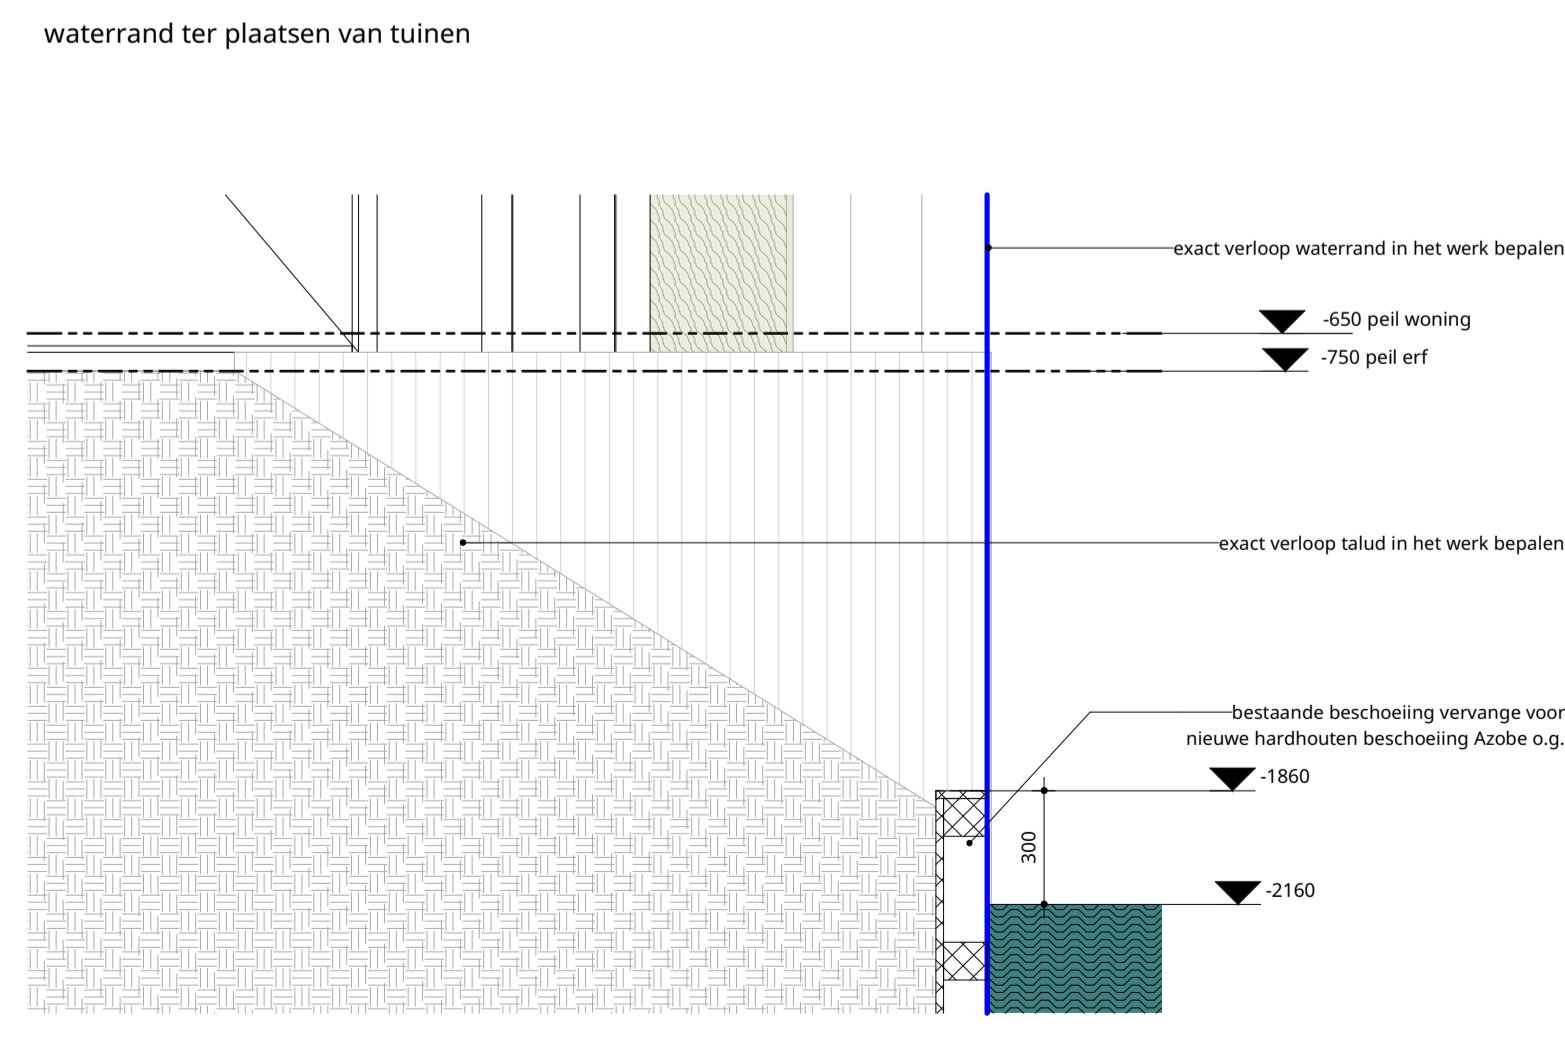 waterrand ter plaatsen van tuinen
exact verloop waterrand in het werk bepalen
-650 peil woning
-750 peil erf
exact verloop talud in het werk bepalen
bestaande beschoeiing vervange voor
nieuwe hardhouten beschoeiing Azobe o.g.
-1860
300
-2160